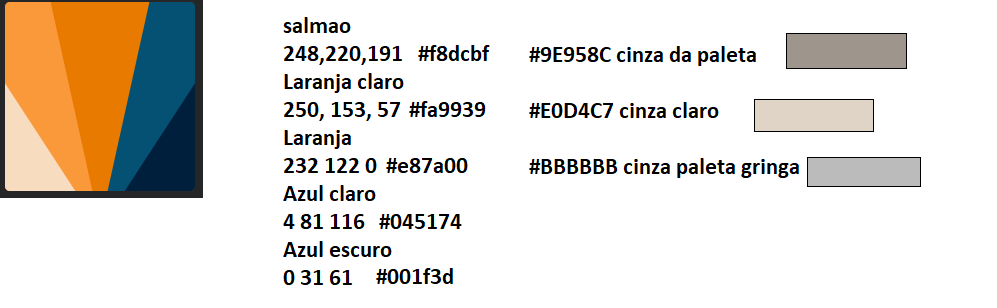 salmao
248,220,191 #f8dcbf
Laranja claro
250, 153, 57 #fa9939
Laranja
232 122 0 #e87a00
Azul claro
4 81 116 #045174
Azul escuro
0 31 61 #001f3d
#9E958C cinza da paleta
#E0D4C7 cinza claro
#BBBBBB cinza paleta gringa